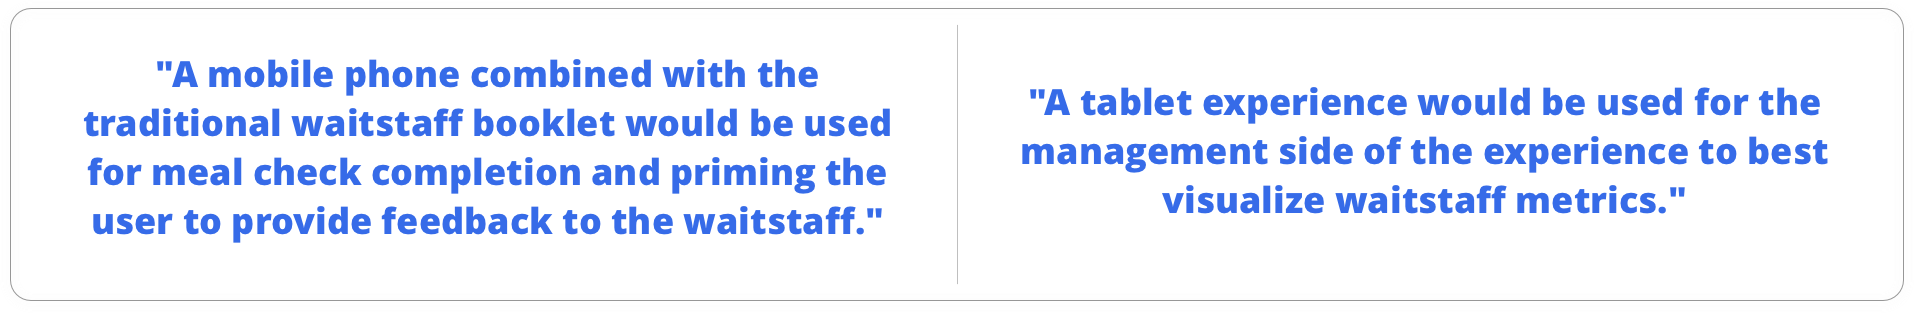 "A mobile phone combined with the
traditional waitstaff booklet would be used
for meal check completion and priming the
user to provide feedback to the waitstaff."
"A tablet experience would be used for the
management side of the experience to best
visualize waitstaff metrics."